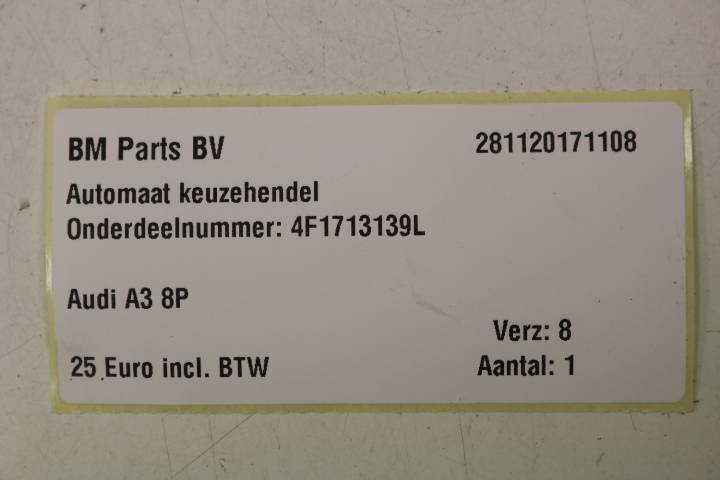 BM Parts BV 281120171108
Automaat keuzehendel
Onderdeelnummer: 4F1713139L
Audi A3 8P
Verz: 8
25 Euro incl. BTW Aantal: 1